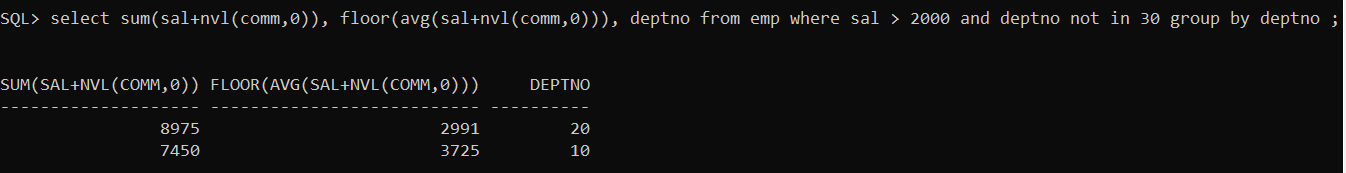 SQL> select sum(sal+nvl(comm,0)), floor(avg(sal+nvl(comm,0))), deptno from emp where sal > 2000 and deptno not in 30 group by deptno ;
SUM(SAL+NVL(COMM,0)) FLOOR(AVG(SAL+NVL(COMM,0))) DEPTNO
-------------------- --------------------------- ----------
8975 2991 20
7450 3725 10